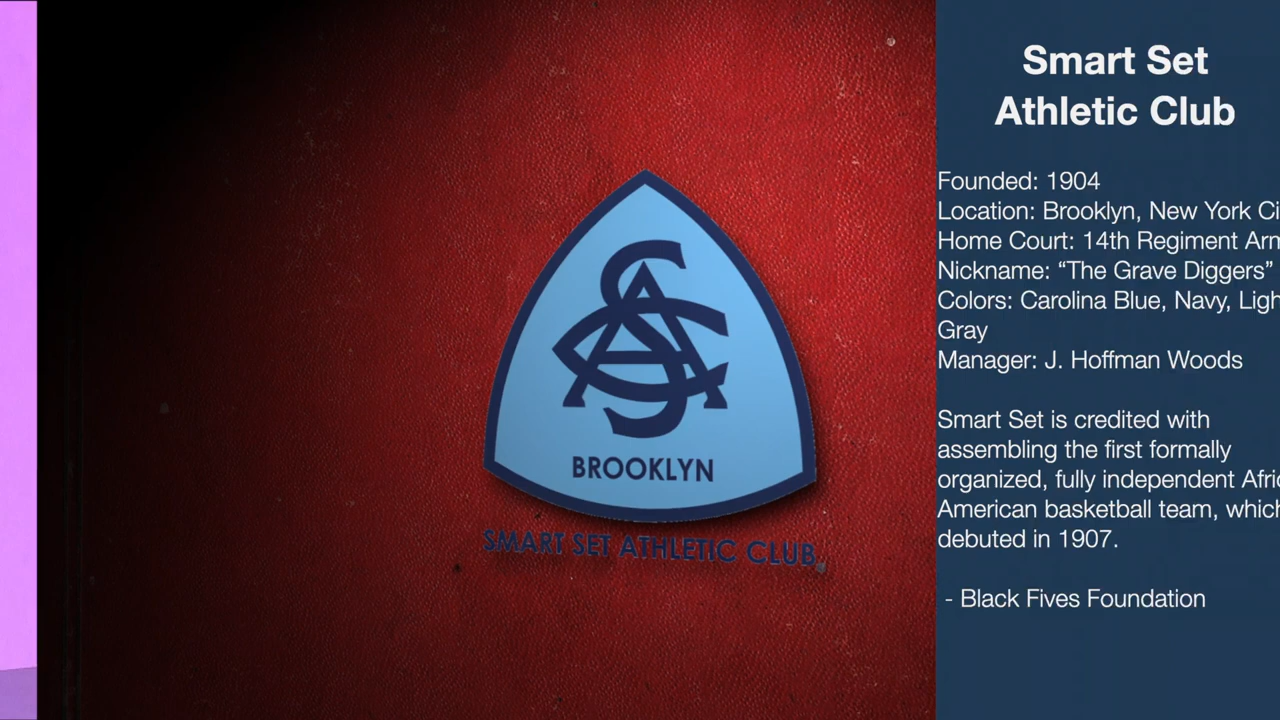 SAC
BROOKLYN
SMART SET ATHLETIC CLUB
Smart Set
Athletic Club
Founded: 1904
Location: Brooklyn, New York
Home Court: 14th Regiment
Nickname: “The Grave Diggers”
Colors: Carolina Blue, Navy,
Gray
Manager: J. Hoffman Woods
Smart Set is credited with
assembling the first formally
organized, fully independent
American basketball team,
debuted in 1907.
- Black Fives Foundation